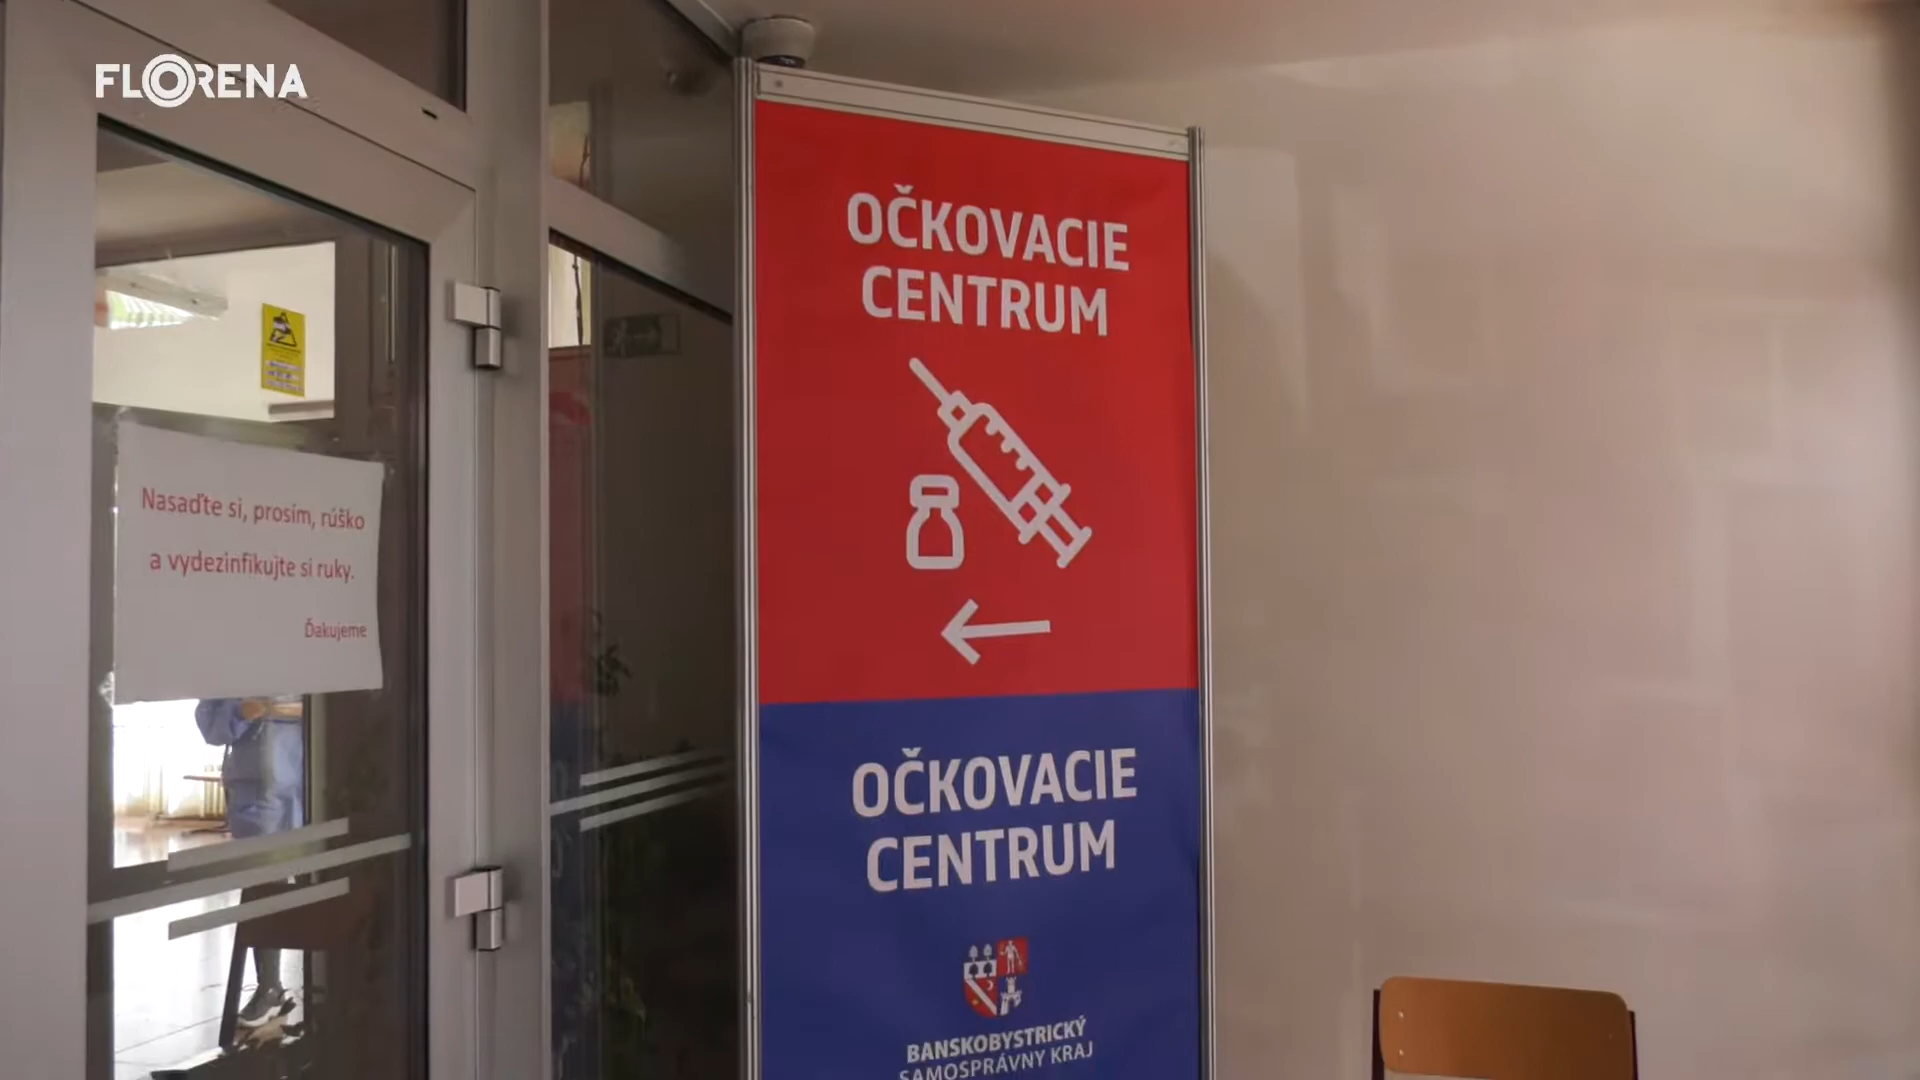 FLORENA
OČKOVACIE
CENTRUM
Nasaďte si, prosím, rúško
a vydezinfikujte si ruky.
Ďakujeme
OČKOVACIE
CENTRUM
BANSKOBYSTRICKÝ
SAMOSPRÁVNY KRAJ